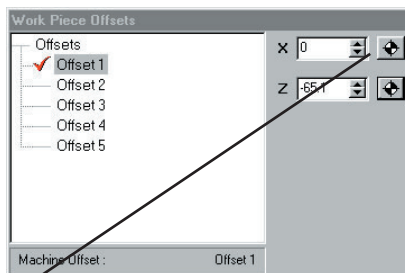 Work Piece Offsets
Offsets
Offset 1
Offset 2
Offset 3
Offset 4
Offset 5
X 0
Z -65.1
Machine Offset : Offset 1